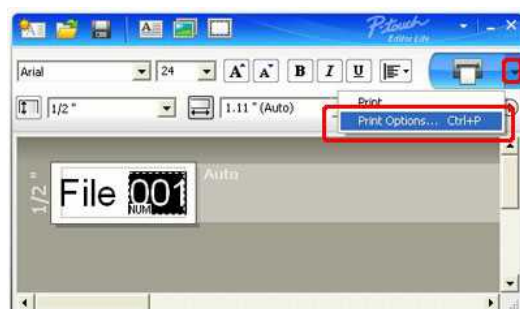 P-touch
Editor Lite
Arial 24 A A B I U
1/2 " 1.11 " (Auto)
Print
Print Options... Ctrl+P
1/2 "
Auto
File 001
NUM